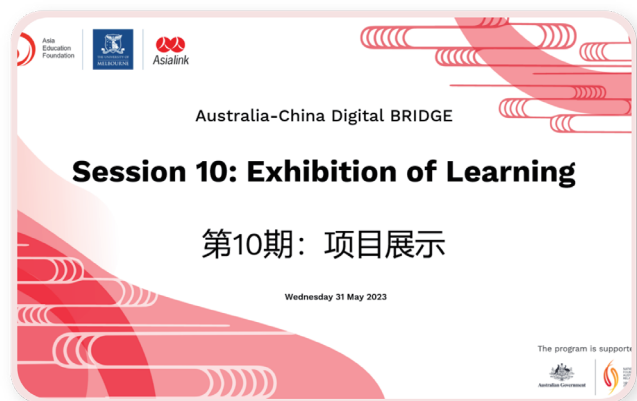 Asia
Education
Foundation
THE UNIVERSITY OF
MELBOURNE
Asialink
Australia-China Digital BRIDGE
Session 10: Exhibition of Learning
第10期：项目展示
Wednesday 31 May 2023
The program is supporte
Australian Government